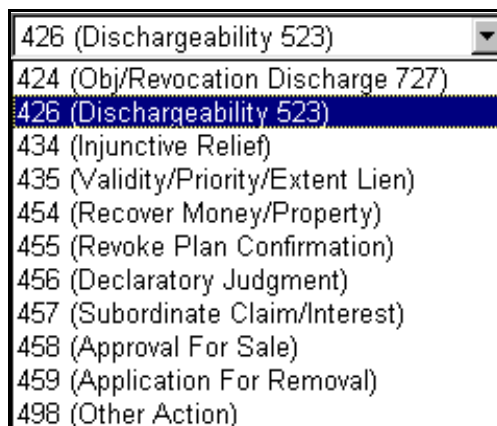 426 (Dischargeability 523)
424 (Obj/Revocation Discharge 727)
426 (Dischargeability 523)
434 (Injunctive Relief)
435 (Validity/Priority/Extent Lien)
454 (Recover Money/Property)
455 (Revoke Plan Confirmation)
456 (Declaratory Judgment)
457 (Subordinate Claim/Interest)
458 (Approval For Sale)
459 (Application For Removal)
498 (Other Action)